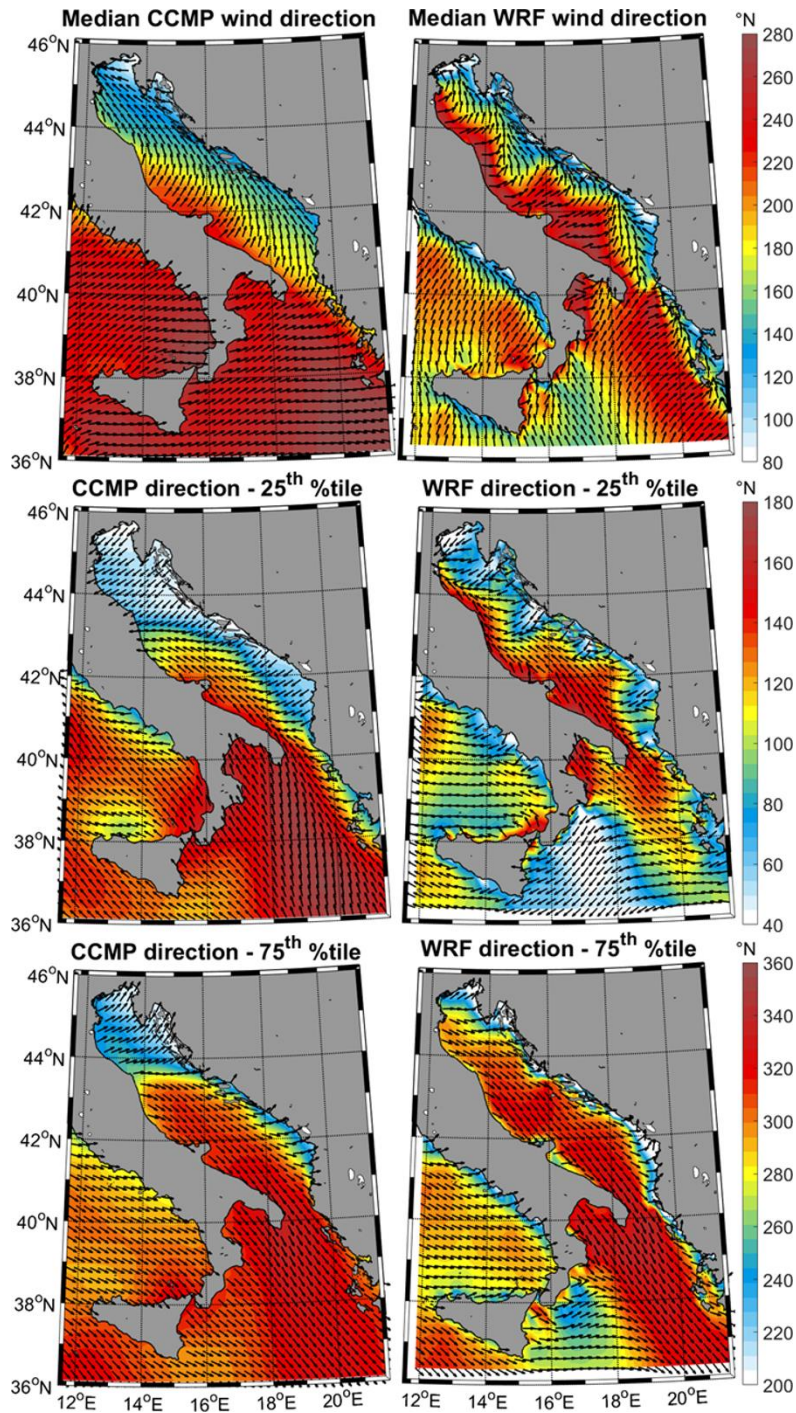 Median CCMP wind direction
Median WRF wind direction
°N
46°N
44°N
42°N
40°N
38°N
36°N
280
260
240
220
200
180
160
140
120
100
80
CCMP direction - 25th %tile
WRF direction - 25th %tile
°N
46°N
44°N
42°N
40°N
38°N
36°N
180
160
140
120
100
80
60
40
CCMP direction - 75th %tile
WRF direction - 75th %tile
°N
46°N
44°N
42°N
40°N
38°N
36°N
360
340
320
300
280
260
240
220
200
12°E 14°E 16°E 18°E 20°E
12°E 14°E 16°E 18°E 20°E